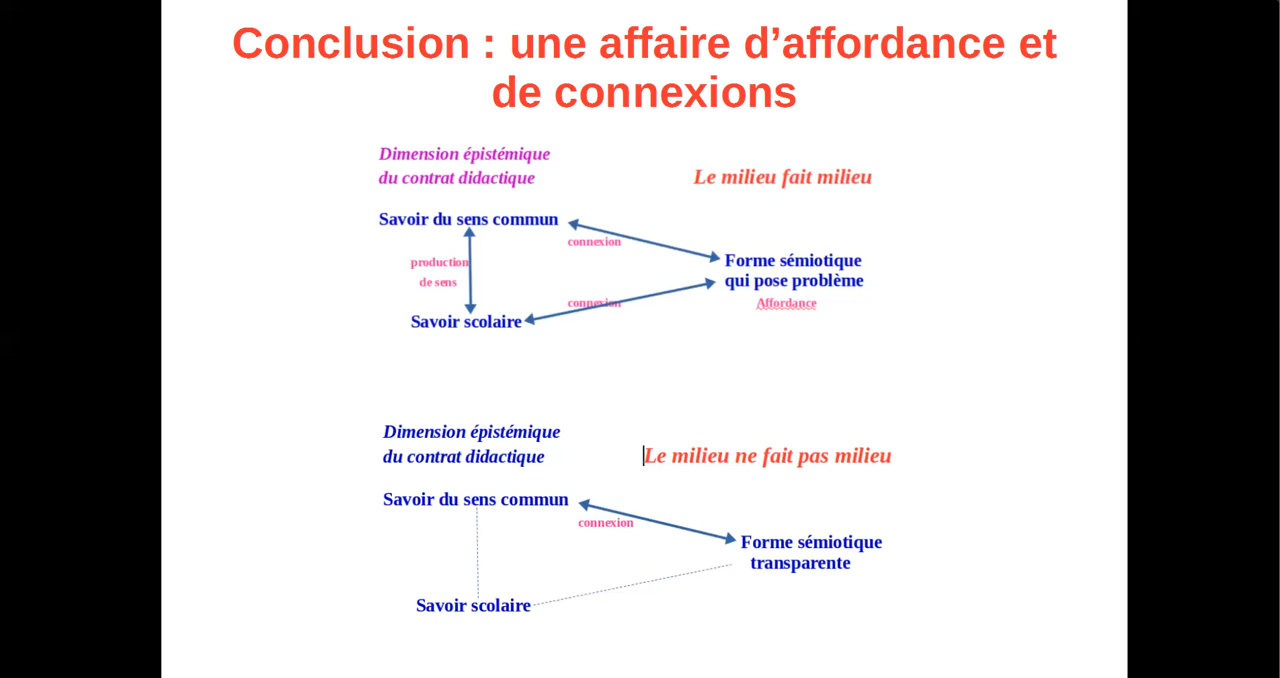 Conclusion : une affaire d’affordance et
de connexions
Dimension épistémique
du contrat didactique
Le milieu fait milieu
Savoir du sens commun
connexion
production
de sens
Forme sémiotique
qui pose problème
connexion
Affordance
Savoir scolaire
Dimension épistémique
du contrat didactique
Le milieu ne fait pas milieu
Savoir du sens commun
connexion
Forme sémiotique
transparente
Savoir scolaire